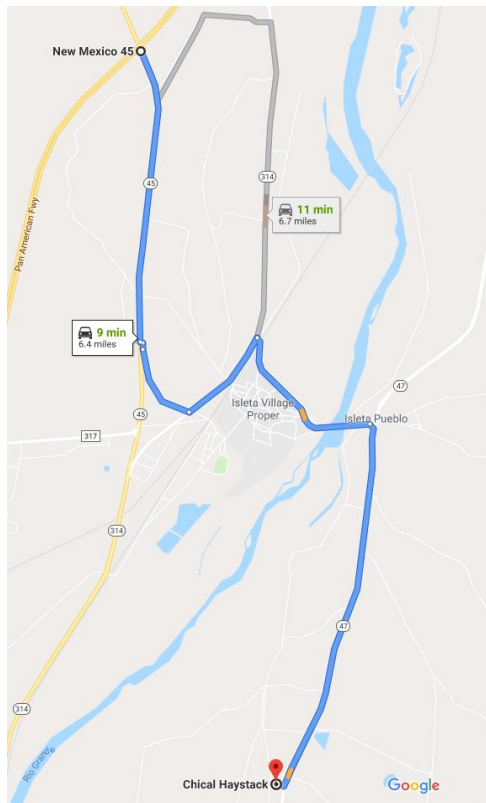 New Mexico 45
45
314
11 min
6.7 miles
Pan American Fwy
9 min
6.4 miles
47
Isleta Village
Proper
Isleta Pueblo
45
317
314
47
314
Rio Grande
Chical Haystack
Google